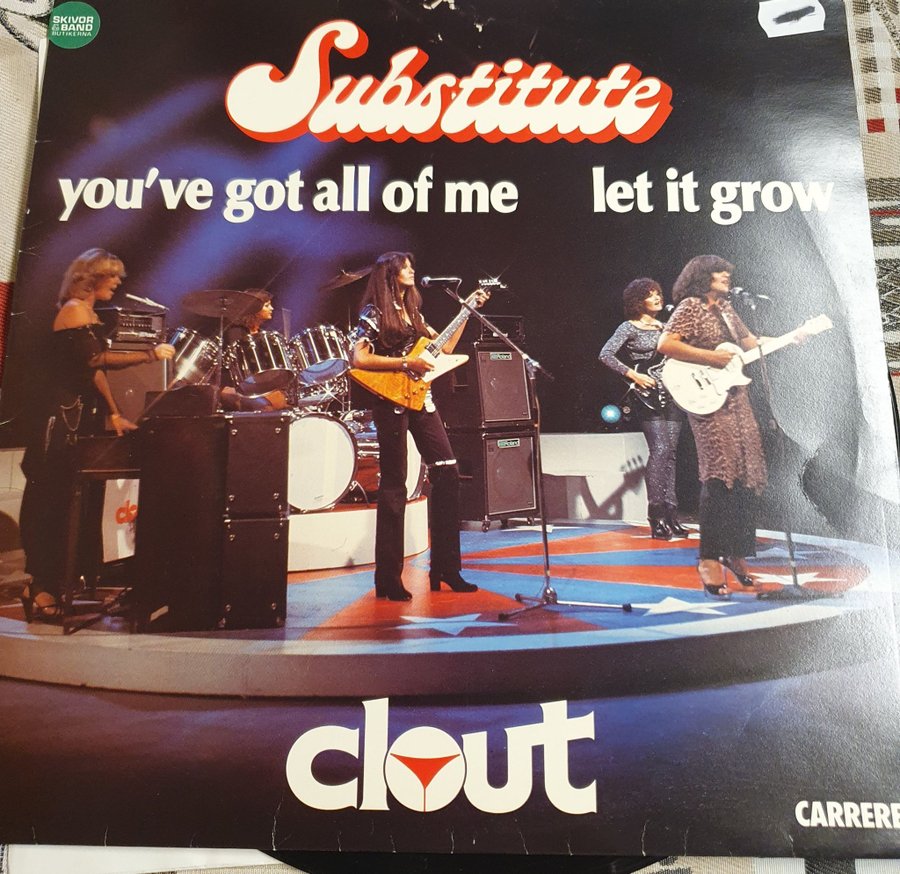 SKIVOR
& BAND
BUTIKERNA
Substitute
you've got all of me
let it grow
Roland
Roland
clout
CARRERE